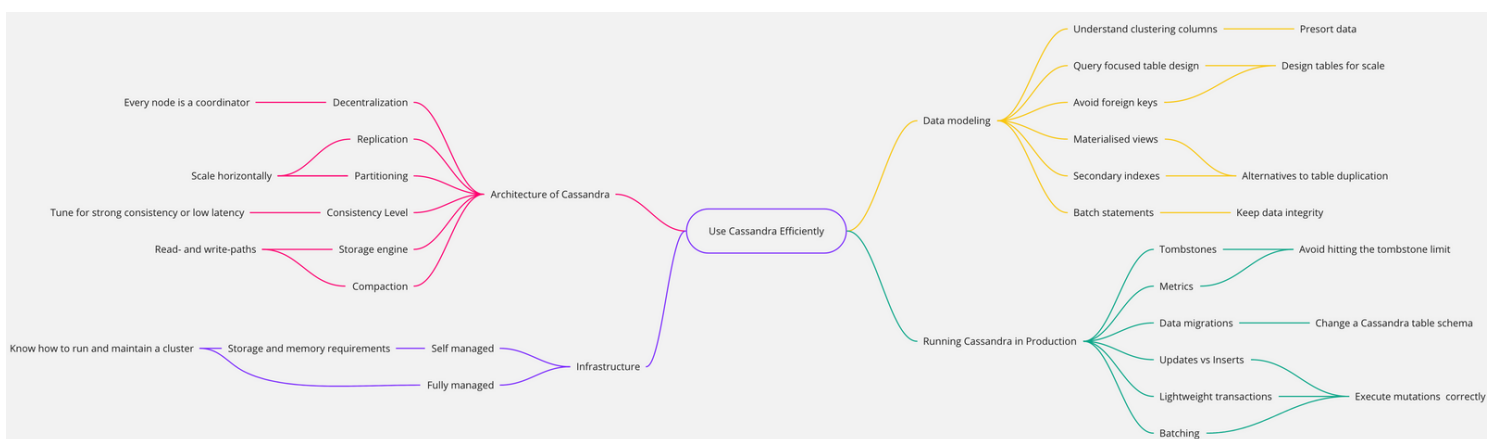 Use Cassandra Efficiently
Architecture of Cassandra
Decentralization
Every node is a coordinator
Replication
Partitioning
Scale horizontally
Consistency Level
Tune for strong consistency or low latency
Storage engine
Compaction
Read- and write-paths
Infrastructure
Self managed
Storage and memory requirements
Fully managed
Know how to run and maintain a cluster
Data modeling
Understand clustering columns
Presort data
Query focused table design
Avoid foreign keys
Design tables for scale
Materialised views
Secondary indexes
Alternatives to table duplication
Batch statements
Keep data integrity
Running Cassandra in Production
Tombstones
Metrics
Avoid hitting the tombstone limit
Data migrations
Change a Cassandra table schema
Updates vs Inserts
Lightweight transactions
Batching
Execute mutations correctly